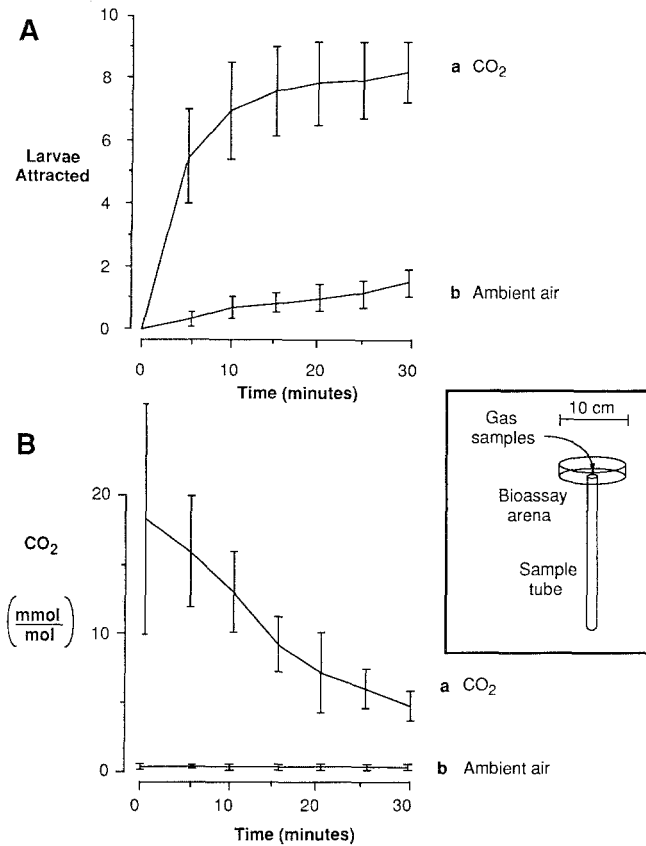 A
10
8
6
4
2
0
Larvae
Attracted
a CO₂
b Ambient air
0 10 20 30
Time (minutes)
B
20
10
0
CO₂
(mmol/mol)
a CO₂
b Ambient air
0 10 20 30
Time (minutes)
10 cm
Gas
samples
Bioassay
arena
Sample
tube